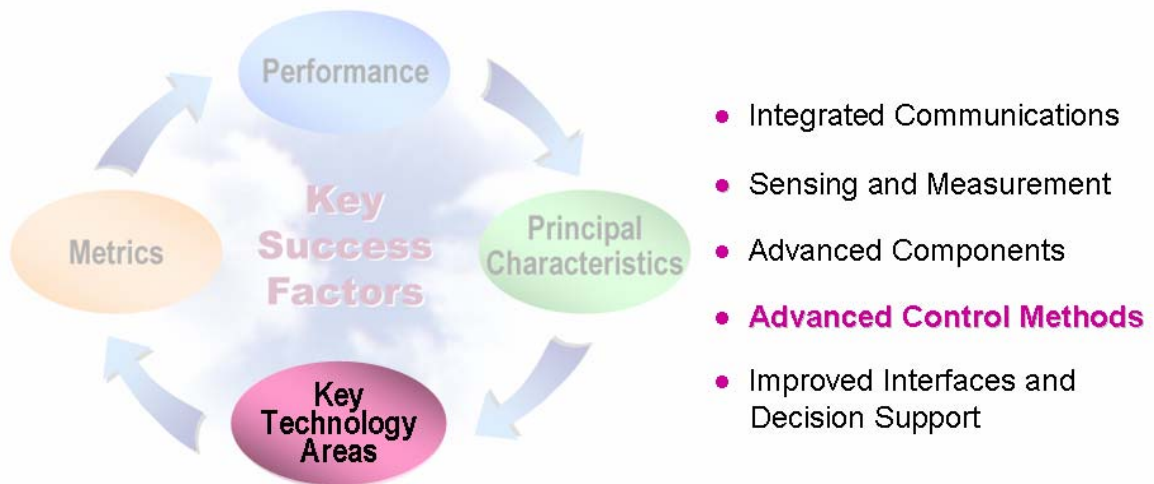 Performance
Metrics
Key
Success
Factors
Principal
Characteristics
Key
Technology
Areas
● Integrated Communications
● Sensing and Measurement
● Advanced Components
● Advanced Control Methods
● Improved Interfaces and
Decision Support